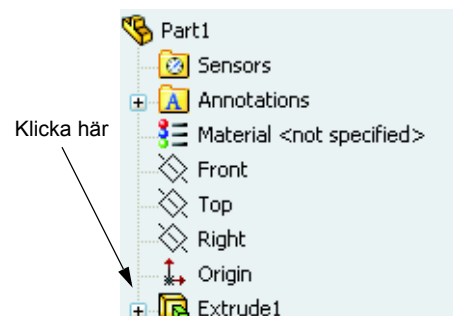 Part1
Sensors
Annotations
Klicka här
Material <not specified>
Front
Top
Right
Origin
Extrude1